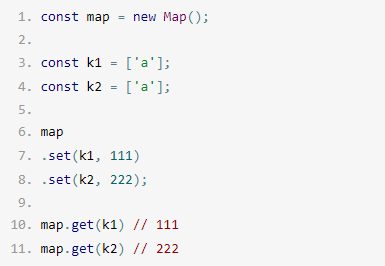 1. const map = new Map();
2.
3. const k1 = ['a'];
4. const k2 = ['a'];
5.
6. map
7. .set(k1, 111)
8. .set(k2, 222);
9.
10. map.get(k1) // 111
11. map.get(k2) // 222